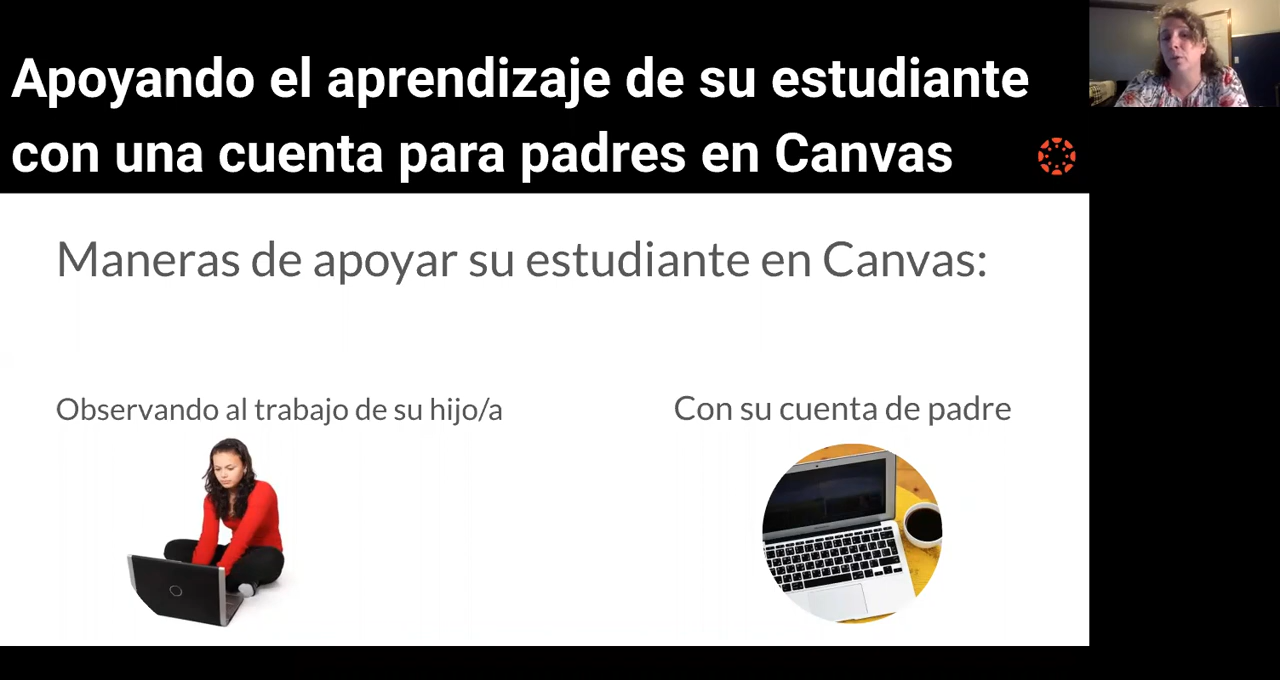 Apoyando el aprendizaje de su estudiante
con una cuenta para padres en Canvas
Maneras de apoyar su estudiante en Canvas:
Observando al trabajo de su hijo/a
Con su cuenta de padre